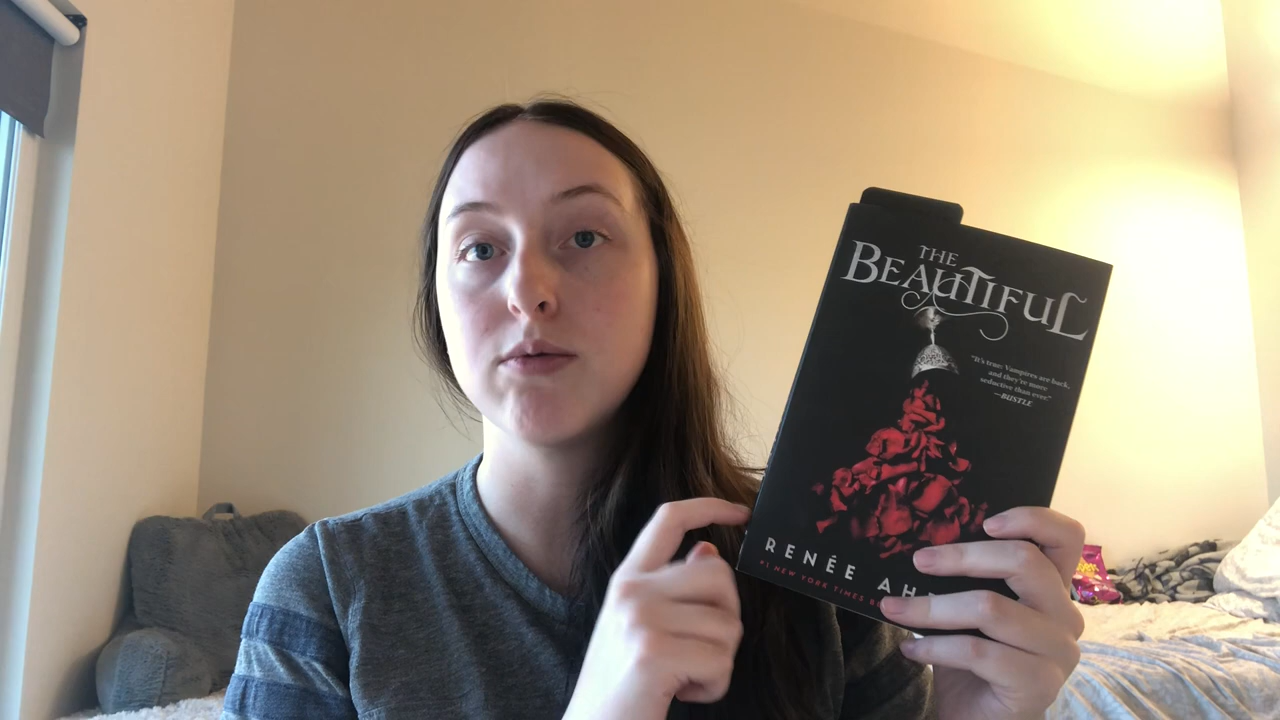 THE
BEAUTIFUL
"It's true: Vampires are back,
and they're more
seductive than ever."
—BUSTLE
RENÉE AH
#1 NEW YORK TIMES